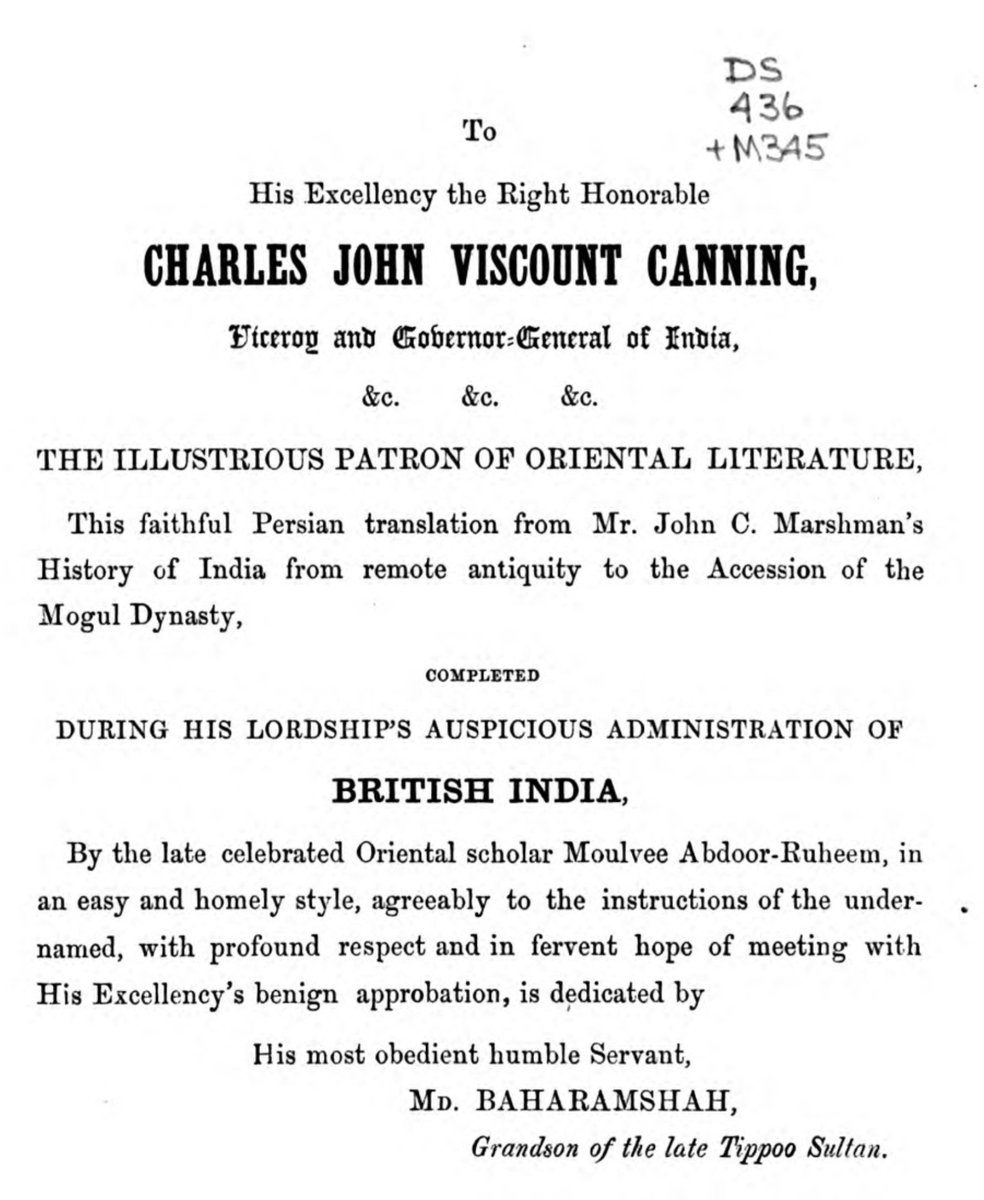 DS
436
+M345
To
His Excellency the Right Honorable
CHARLES JOHN VISCOUNT CANNING,
Viceroy and Governor-General of India,
&c. &c. &c.
THE ILLUSTRIOUS PATRON OF ORIENTAL LITERATURE,
This faithful Persian translation from Mr. John C. Marshman's
History of India from remote antiquity to the Accession of the
Mogul Dynasty,
COMPLETED
DURING HIS LORDSHIP'S AUSPICIOUS ADMINISTRATION OF
BRITISH INDIA,
By the late celebrated Oriental scholar Moulvee Abdoor-Ruheem, in
an easy and homely style, agreeably to the instructions of the under-
named, with profound respect and in fervent hope of meeting with
His Excellency's benign approbation, is dedicated by
His most obedient humble Servant,
MD. BAHARAMSHAH,
Grandson of the late Tippoo Sultan.